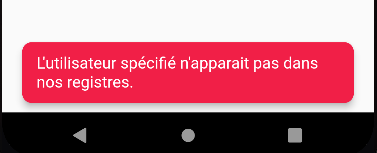 L'utilisateur spécifié n'apparait pas dans
nos registres.